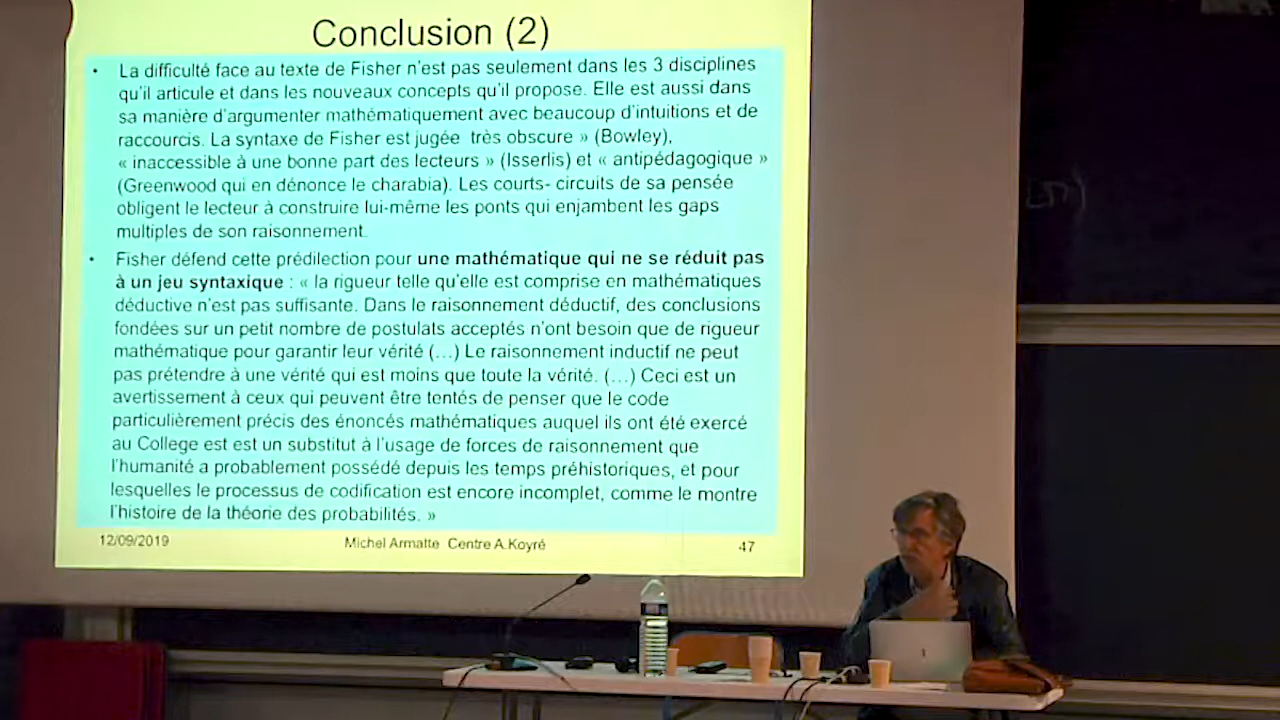 Conclusion (2)
• La difficulté face au texte de Fisher n'est pas seulement dans les 3 disciplines
qu'il articule et dans les nouveaux concepts qu'il propose. Elle est aussi dans
sa manière d'argumenter mathématiquement avec beaucoup d'intuitions et de
raccourcis. La syntaxe de Fisher est jugée très obscure » (Bowley),
« inaccessible à une bonne part des lecteurs » (Isserlis) et « antipédagogique »
(Greenwood qui en dénonce le charabia). Les courts- circuits de sa pensée
obligent le lecteur à construire lui-même les ponts qui enjambent les gaps
multiples de son raisonnement.
• Fisher défend cette prédilection pour une mathématique qui ne se réduit pas
à un jeu syntaxique : « la rigueur telle qu'elle est comprise en mathématiques
déductive n'est pas suffisante. Dans le raisonnement déductif, des conclusions
fondées sur un petit nombre de postulats acceptés n'ont besoin que de rigueur
mathématique pour garantir leur vérité (…) Le raisonnement inductif ne peut
pas prétendre à une vérité qui est moins que toute la vérité. (…) Ceci est un
avertissement à ceux qui peuvent être tentés de penser que le code
particulièrement précis des énoncés mathématiques auquel ils ont été exercé
au College est est un substitut à l'usage de forces de raisonnement que
l'humanité a probablement possédé depuis les temps préhistoriques, et pour
lesquelles le processus de codification est encore incomplet, comme le montre
l'histoire de la théorie des probabilités. »
12/09/2019 Michel Armatte Centre A.Koyré 47